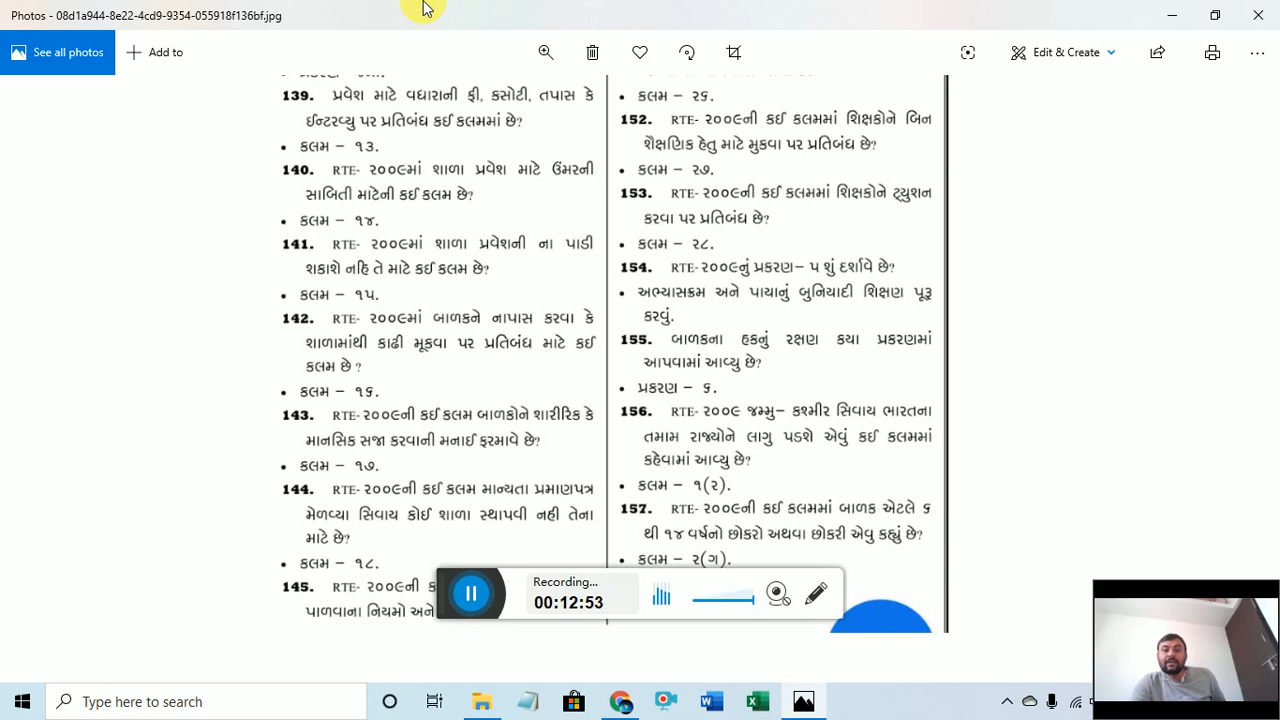 Photos - 08d1a944-8e22-4cd9-9354-055918f136bf.jpg
See all photos
Add to
Edit & Create
139. પ્રવેશ માટે વધારાની ફી, કસોટી, તપાસ કે
ઈન્ટરવ્યુ પર પ્રતિબંધ કઈ કલમમાં છે?
• કલમ – ૧૩.
140. RTE- ૨૦૦૯માં શાળા પ્રવેશ માટે ઉંમરની
સાબિતી માટેની કઈ કલમ છે?
• કલમ – ૧૪.
141. RTE- ૨૦૦૯માં શાળા પ્રવેશની ના પાડી
શકાશે નહિ તે માટે કઈ કલમ છે?
• કલમ – ૧૫.
142. RTE- ૨૦૦૯માં બાળકને નાપાસ કરવા કે
શાળામાંથી કાઢી મૂકવા પર પ્રતિબંધ માટે કઈ
કલમ છે ?
• કલમ – ૧૬.
143. RTE- ૨૦૦૯ની કઈ કલમ બાળકોને શારીરિક કે
માનસિક સજા કરવાની મનાઈ ફરમાવે છે?
• કલમ – ૧૭.
144. RTE- ૨૦૦૯ની કઈ કલમ માન્યતા પ્રમાણપત્ર
મેળવ્યા સિવાય કોઈ શાળા સ્થાપવી નહી તેના
માટે છે?
• કલમ – ૧૮.
145. RTE- ૨૦૦૯ની
પાળવાના નિયમો અને
• કલમ – ૨૬.
152. RTE- ૨૦૦૯ની કઈ કલમમાં શિક્ષકોને બિન
શૈક્ષણિક હેતુ માટે મુકવા પર પ્રતિબંધ છે?
• કલમ – ૨૭.
153. RTE- ૨૦૦૯ની કઈ કલમમાં શિક્ષકોને ટ્યુશન
કરવા પર પ્રતિબંધ છે?
• કલમ – ૨૮.
154. RTE- ૨૦૦૯નું પ્રકરણ– ૫ શું દર્શાવે છે?
• અભ્યાસક્રમ અને પાયાનું બુનિયાદી શિક્ષણ પૂરૂ
કરવું.
155. બાળકના હકનું રક્ષણ કયા પ્રકરણમાં
આપવામાં આવ્યુ છે?
• પ્રકરણ – ૬.
156. RTE- ૨૦૦૯ જમ્મુ– કશ્મીર સિવાય ભારતના
તમામ રાજ્યોને લાગુ પડશે એવું કઈ કલમમાં
કહેવામાં આવ્યુ છે?
• કલમ – ૧(૨).
157. RTE- ૨૦૦૯ની કઈ કલમમાં બાળક એટલે ૬
થી ૧૪ વર્ષનો છોકરો અથવા છોકરી એવુ કહ્યું છે?
• કલમ – ૨(ગ).
Recording...
00:12:53
Type here to search